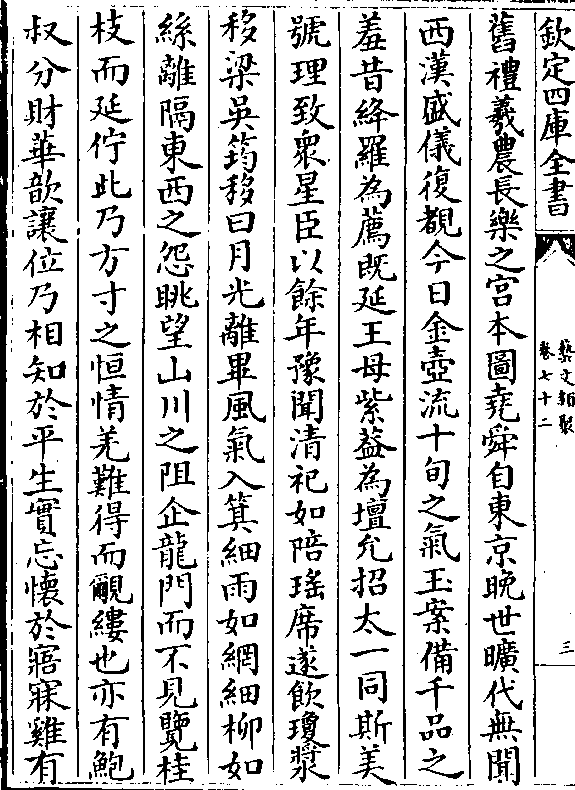 欽定四庫全書
藝文類聚
卷七十二
三
舊禮羲農長樂之宫本圖堯舜自東京晚世曠代無聞
西漢盛儀復覩今日金壺流十旬之氣玉案備千品之
羞昔絳羅為薦既延王母紫葢為壇允招太一同斯美
號理致衆星臣以餘年豫聞清祀如陪瑶席遂飲瓊漿
移梁吴筠移曰月光離畢風氣入箕細雨如網細柳如
絲離隔東西之怨眺望山川之阻企龍門而不見覽桂
枝而延佇此乃方寸之恒情羌難得而覼縷也亦有鮑
叔分財華歆讓位乃相知於平生實忘懷於寤寐雞有